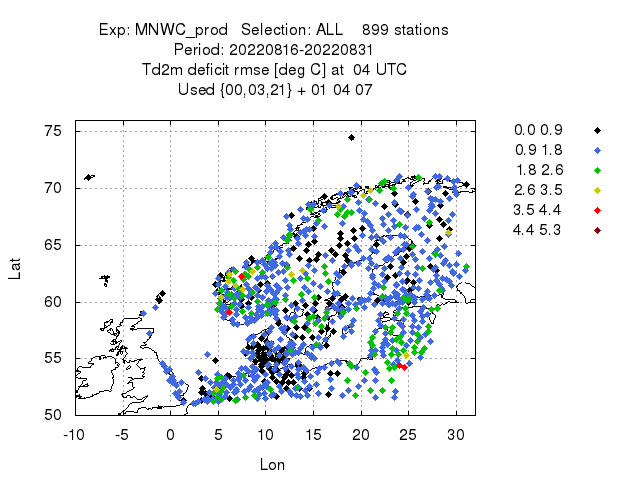 Exp: MNWC_prod   Selection: ALL    899 stations
Period: 20220816-20220831
Td2m deficit rmse [deg C] at  04 UTC
Used {00,03,21} + 01 04 07
0.0 0.9
0.9 1.8
1.8 2.6
2.6 3.5
3.5 4.4
4.4 5.3
75
70
65
60
55
50
Lat
-10 -5 0 5 10 15 20 25 30
Lon